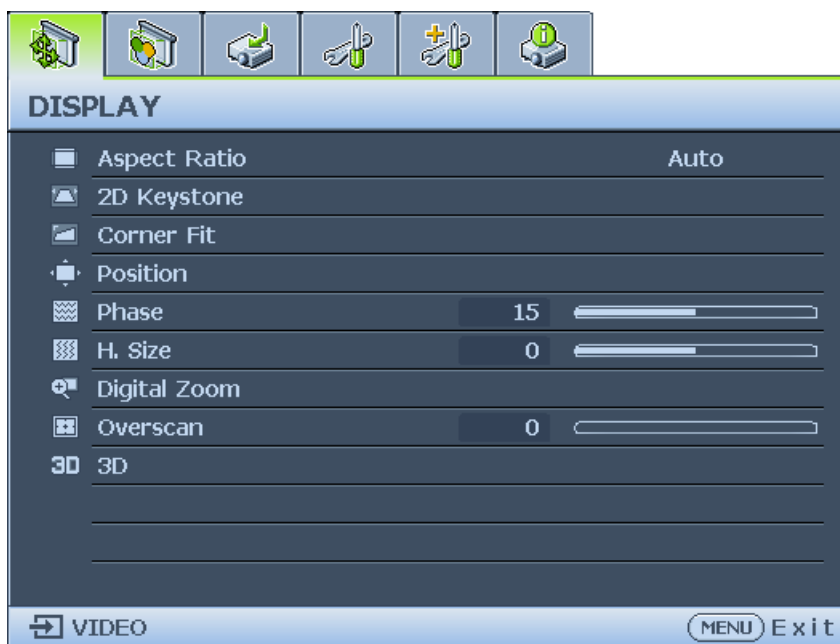 DISPLAY
Aspect Ratio Auto
2D Keystone
Corner Fit
Position
Phase 15
H. Size 0
Digital Zoom
Overscan 0
3D 3D
VIDEO MENU Exit